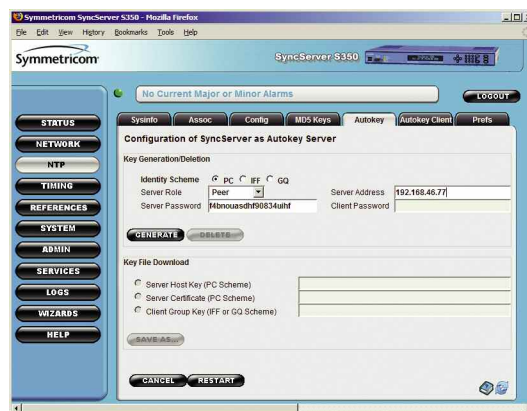 Symmetricom SyncServer S350 - Mozilla Firefox
File Edit View History Bookmarks Tools Help
Symmetricom
SyncServer S350
No Current Major or Minor Alarms
LOGOUT
STATUS
NETWORK
NTP
TIMING
REFERENCES
SYSTEM
ADMIN
SERVICES
LOGS
WIZARDS
HELP
Sysinfo Assoc Config MD5 Keys Autokey Autokey Client Prefs
Configuration of SyncServer as Autokey Server
Key Generation/Deletion
Identity Scheme PC IFF GQ
Server Role Peer Server Address 192.168.46.77
Server Password f4bnouasdhf90834uihf Client Password
GENERATE DELETE
Key File Download
Server Host Key (PC Scheme)
Server Certificate (PC Scheme)
Client Group Key (IFF or GQ Scheme)
SAVE AS...
CANCEL RESTART